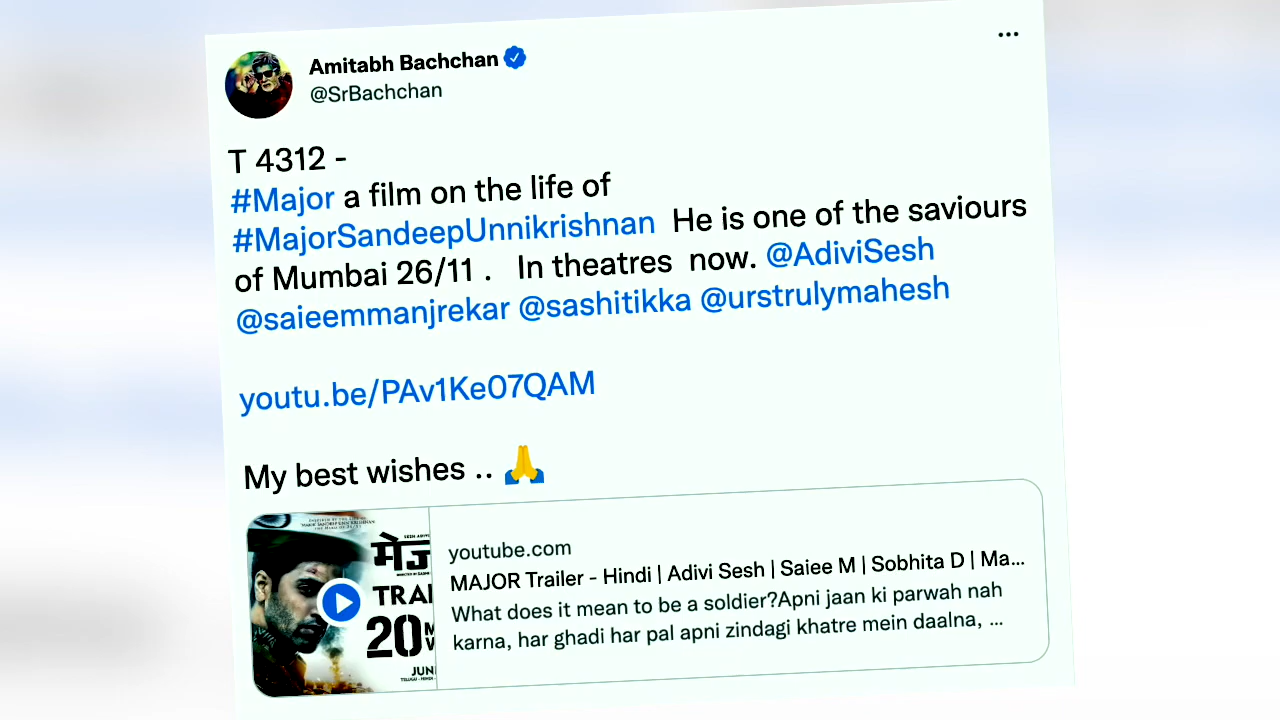 Amitabh Bachchan
@SrBachchan
T 4312 -
#Major a film on the life of
#MajorSandeepUnnikrishnan He is one of the saviours
of Mumbai 26/11 . In theatres now. @AdiviSesh
@saieemmanjrekar @sashitikka @urstrulymahesh
youtu.be/PAv1Ke07QAM
My best wishes .. 🙏
मेज
TRAI
20M
JUN
youtube.com
MAJOR Trailer - Hindi | Adivi Sesh | Saiee M | Sobhita D | Ma...
What does it mean to be a soldier?Apni jaan ki parwah nah
karna, har ghadi har pal apni zindagi khatre mein daalna, ...